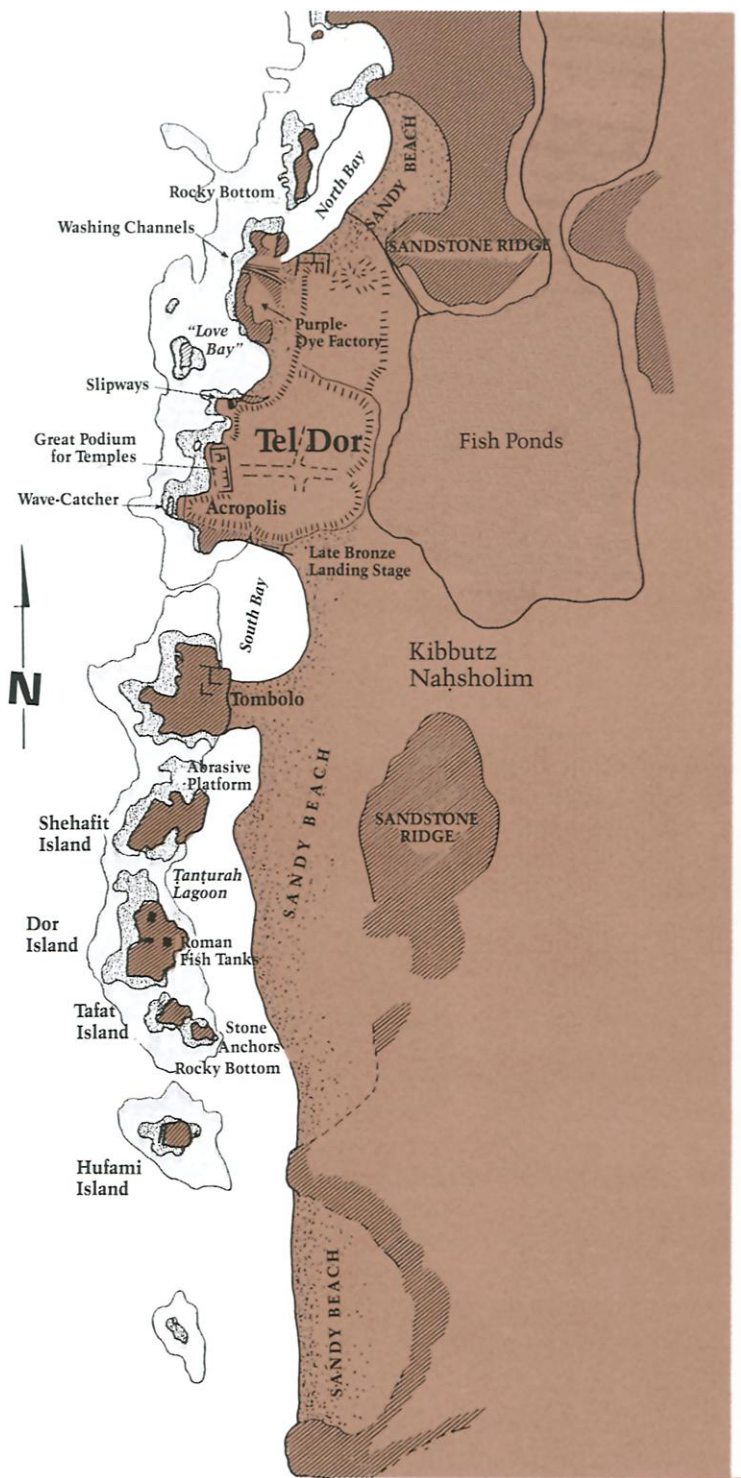 North Bay
SANDY BEACH
Rocky Bottom
Washing Channels
SANDSTONE RIDGE
"Love
Bay"
Purple-
Dye Factory
Slipways
Great Podium
for Temples
Tel Dor
Fish Ponds
Wave-Catcher
Acropolis
Late Bronze
Landing Stage
South Bay
N
Kibbutz
Naḥsholim
Tombolo
Abrasive
Platform
SANDY BEACH
Shehafit
Island
SANDSTONE
RIDGE
Ṭanṭurah
Lagoon
Dor
Island
Roman
Fish Tanks
Tafat
Island
Stone
Anchors
Rocky Bottom
Hufami
Island
SANDY BEACH